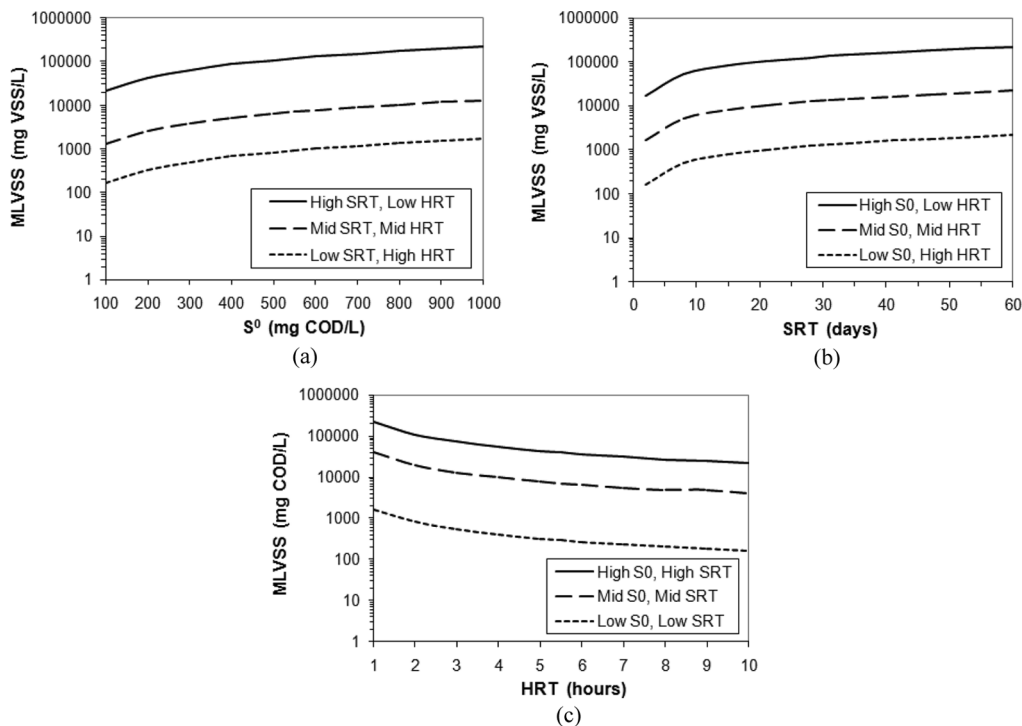 (a)
MLVSS (mg VSS/L)
1000000
100000
10000
1000
100
10
1
High SRT, Low HRT
Mid SRT, Mid HRT
Low SRT, High HRT
100 200 300 400 500 600 700 800 900 1000
S⁰ (mg COD/L)
MLVSS (mg VSS/L)
1000000
100000
10000
1000
100
10
1
High S0, Low HRT
Mid S0, Mid HRT
Low S0, High HRT
0 10 20 30 40 50 60
SRT (days)
(b)
MLVSS (mg COD/L)
1000000
100000
10000
1000
100
10
1
High S0, High SRT
Mid S0, Mid SRT
Low S0, Low SRT
1 2 3 4 5 6 7 8 9 10
HRT (hours)
(c)